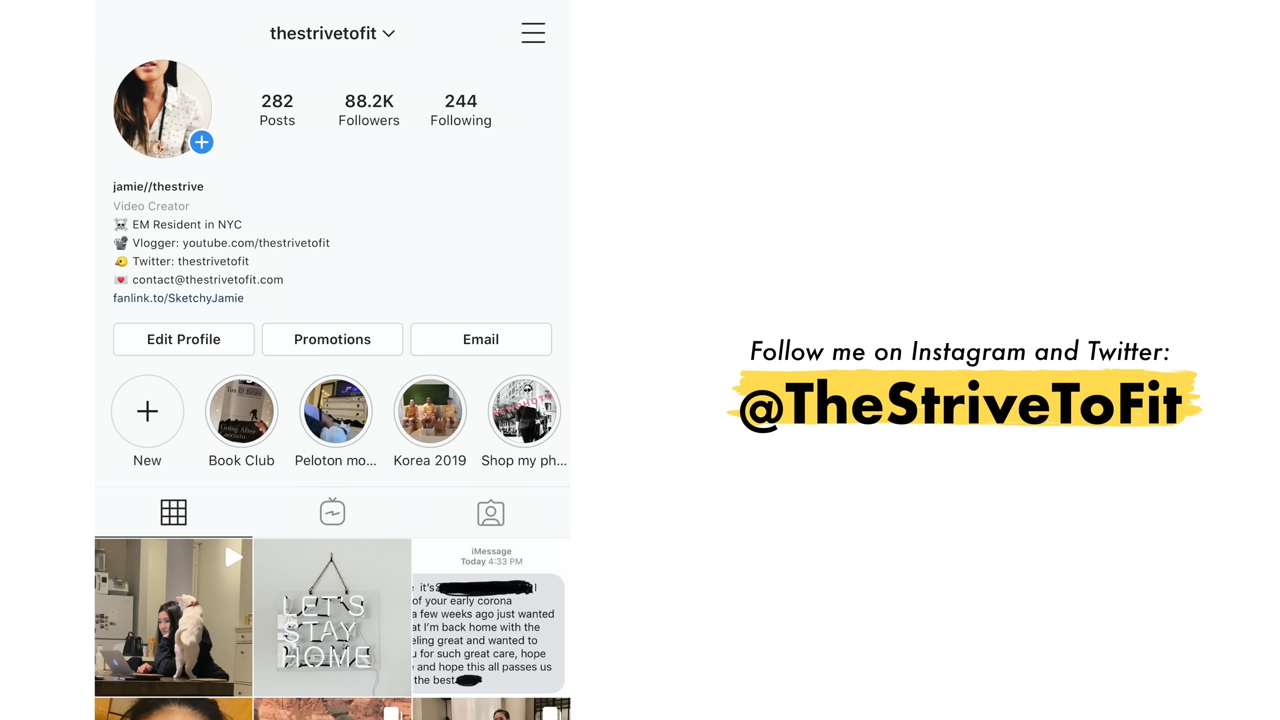 thestrivetofit
282
88.2K
244
Posts
Followers
Following
jamie//thestrive
Video Creator
EM Resident in NYC
Vlogger: youtube.com/thestrivetofit
Twitter: thestrivetofit
contact@thestrivetofit.com
fanlink.to/SketchyJamie
Edit Profile
Promotions
Email
New
Book Club
Peloton mo...
Korea 2019
Shop my ph...
LET'S
STAY
HOME
iMessage
Today 4:33 PM
it's
of your early corona
a few weeks ago just wanted
at I'm back home with the
eling great and wanted to
u for such great care, hope
and hope this all passes us
the best
Follow me on Instagram and Twitter:
@TheStriveToFit